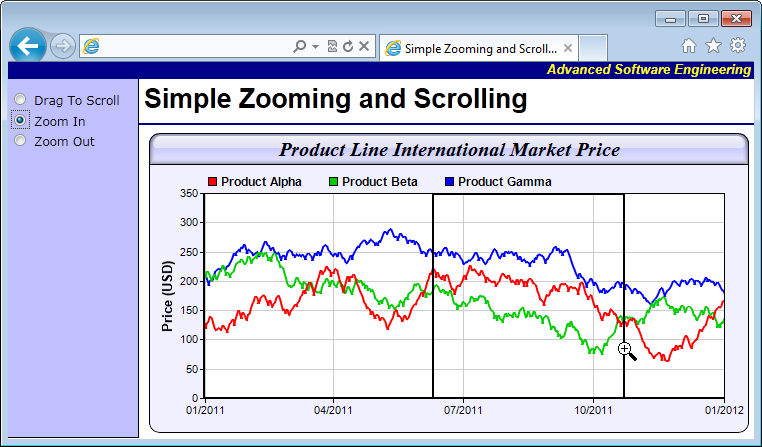 Simple Zooming and Scroll...
Advanced Software Engineering
Drag To Scroll
Zoom In
Zoom Out
Simple Zooming and Scrolling
Product Line International Market Price
Product Alpha Product Beta Product Gamma
Price (USD)
350
300
250
200
150
100
50
0
01/2011 04/2011 07/2011 10/2011 01/2012